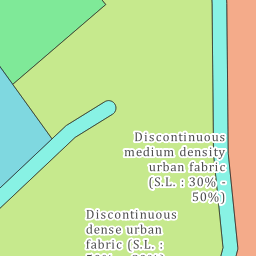 Discontinuous
medium density
urban fabric
(S.L. : 30% -
50%)
Discontinuous
dense urban
fabric (S.L. :